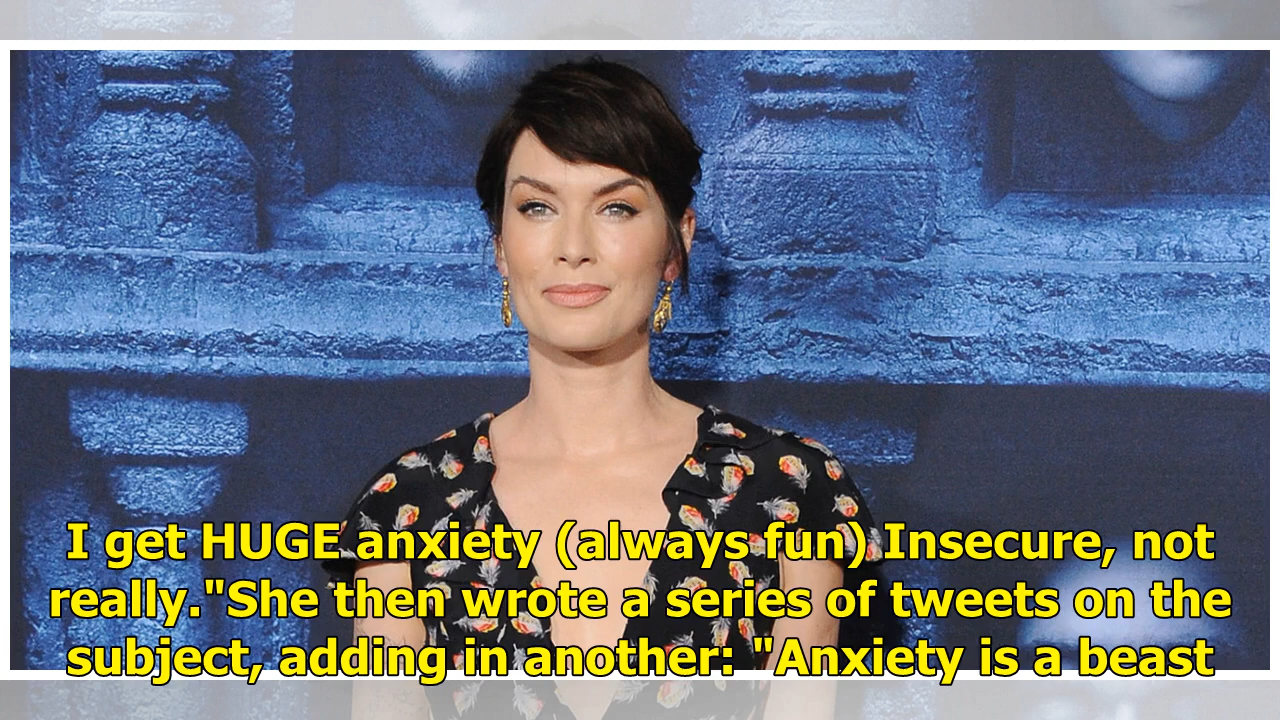 I get HUGE anxiety (always fun) Insecure, not
really."She then wrote a series of tweets on the
subject, adding in another: "Anxiety is a beast